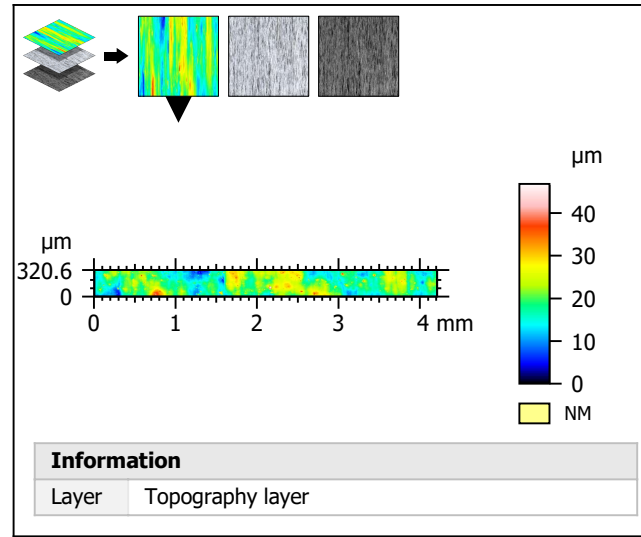 µm
40
30
20
10
0
NM
µm
320.6
0
0 1 2 3 4 mm
Information
Layer Topography layer